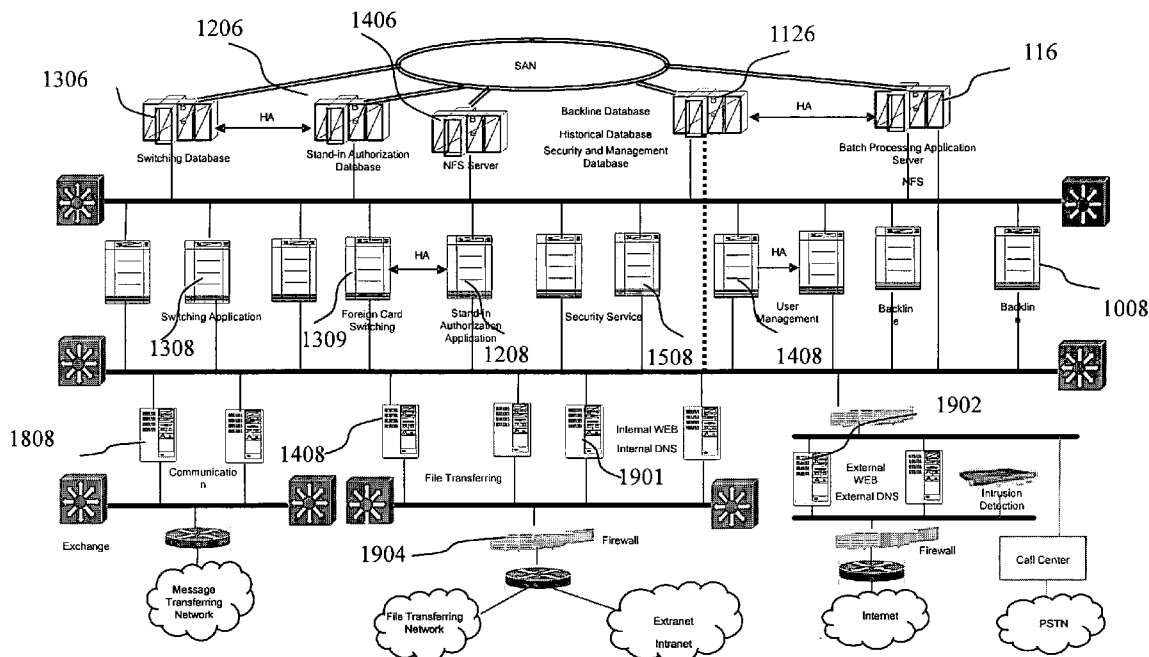 1206
1406
1126
116
1306
SAN
HA
Switching Database
Stand-in Authorization
Database
NFS Server
Backline Database
Historical Database
Security and Management
Database
HA
Batch Processing Application
Server
NFS
Switching Application
1308
Foreign Card
Switching
1309
HA
Stand-in
Authorization
Application
1208
Security Service
1508
HA
User
Management
1408
Backlin
e
Backlin
1008
1808
Communicatio
n
1408
File Transferring
Internal WEB
Internal DNS
1901
1902
External
WEB
External DNS
Intrusion
Detection
Exchange
1904
Firewall
Firewall
Call Center
Message
Transferring
Network
File Transferring
Network
Extranet
Intranet
Internet
PSTN